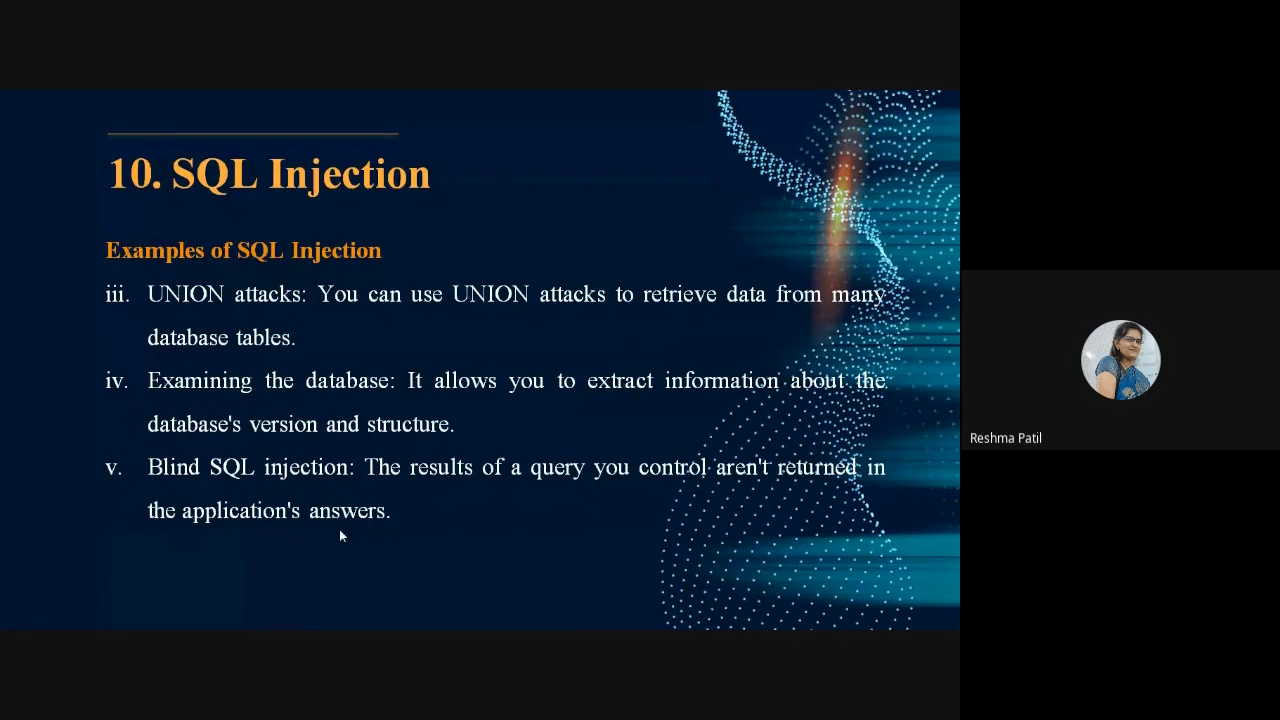 10. SQL Injection
Examples of SQL Injection
iii. UNION attacks: You can use UNION attacks to retrieve data from many
database tables.
iv. Examining the database: It allows you to extract information about the
database's version and structure.
v. Blind SQL injection: The results of a query you control aren't returned in
the application's answers.
Reshma Patil